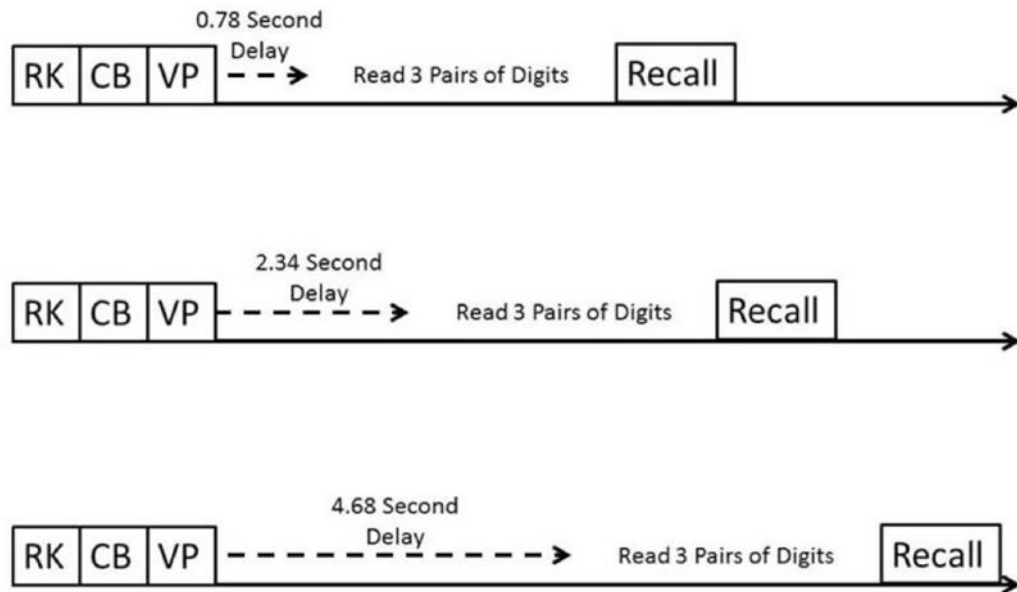 0.78 Second
Delay
RK CB VP Read 3 Pairs of Digits Recall
2.34 Second
Delay
RK CB VP Read 3 Pairs of Digits Recall
4.68 Second
Delay
RK CB VP Read 3 Pairs of Digits Recall